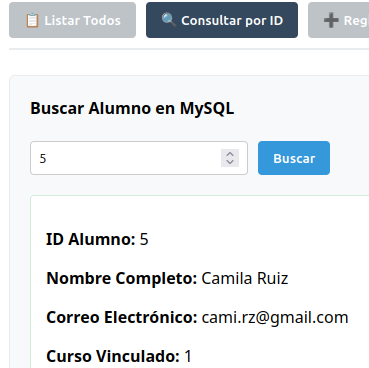 📋 Listar Todos 🔍 Consultar por ID ➕ Reg
Buscar Alumno en MySQL
5 Buscar
ID Alumno: 5
Nombre Completo: Camila Ruiz
Correo Electrónico: cami.rz@gmail.com
Curso Vinculado: 1